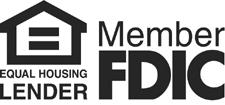 EQUAL HOUSING
LENDER
Member
FDIC